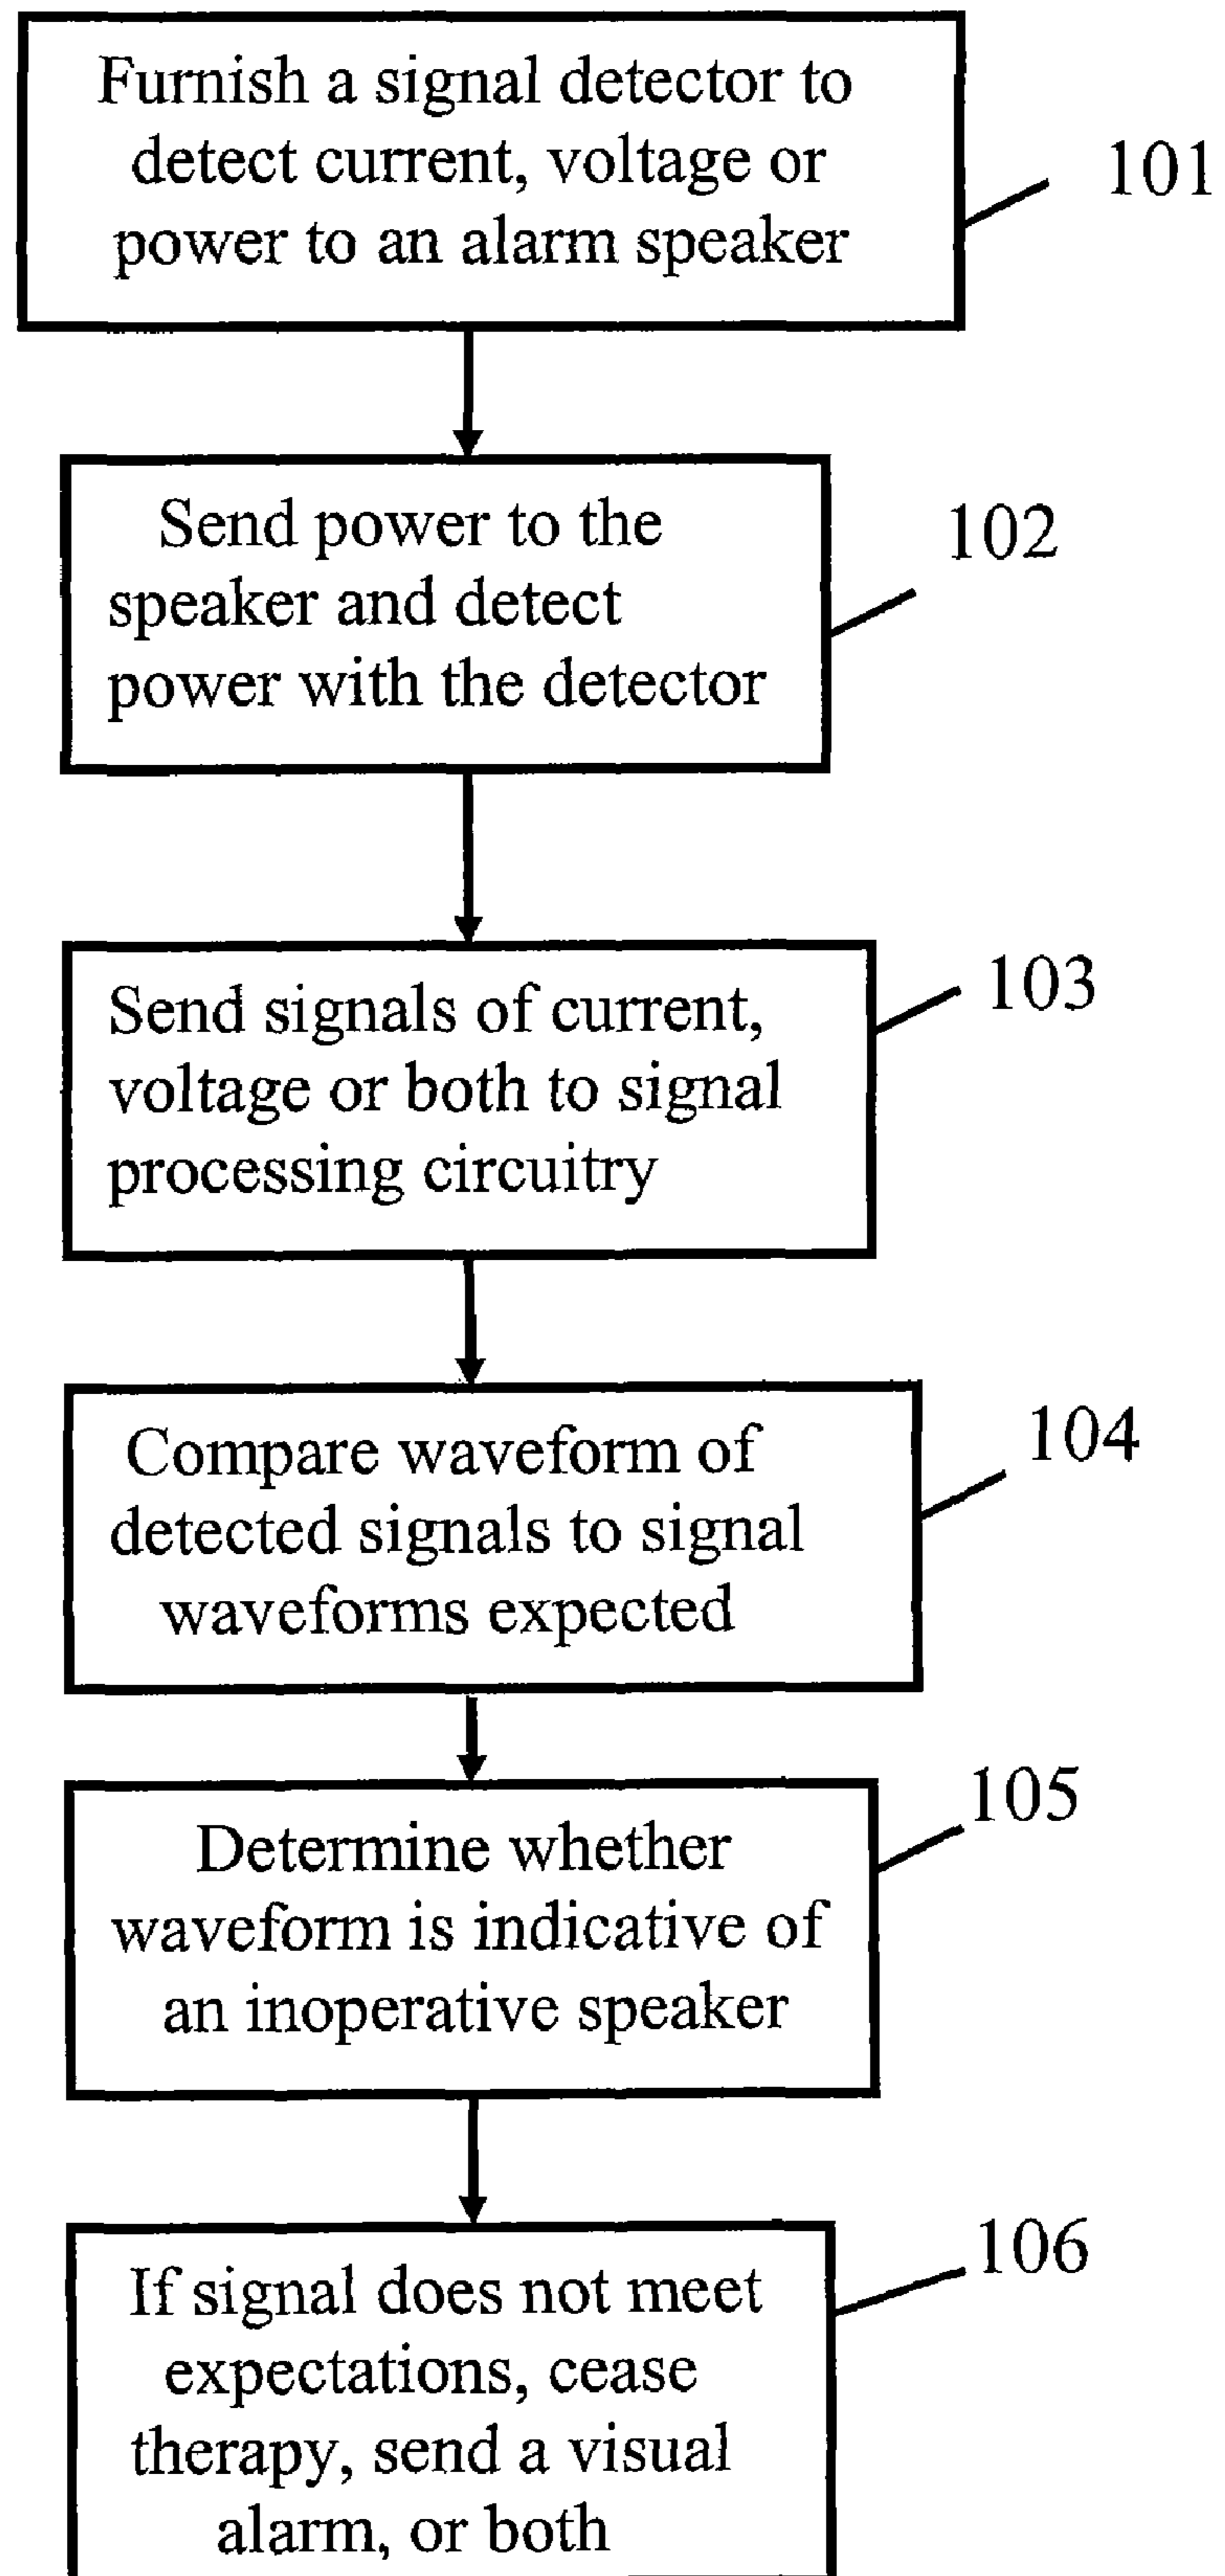 Furnish a signal detector to
detect current, voltage or
power to an alarm speaker
101
Send power to the
speaker and detect
power with the detector
102
Send signals of current,
voltage or both to signal
processing circuitry
103
Compare waveform of
detected signals to signal
waveforms expected
104
Determine whether
waveform is indicative of
an inoperative speaker
105
If signal does not meet
expectations, cease
therapy, send a visual
alarm, or both
106